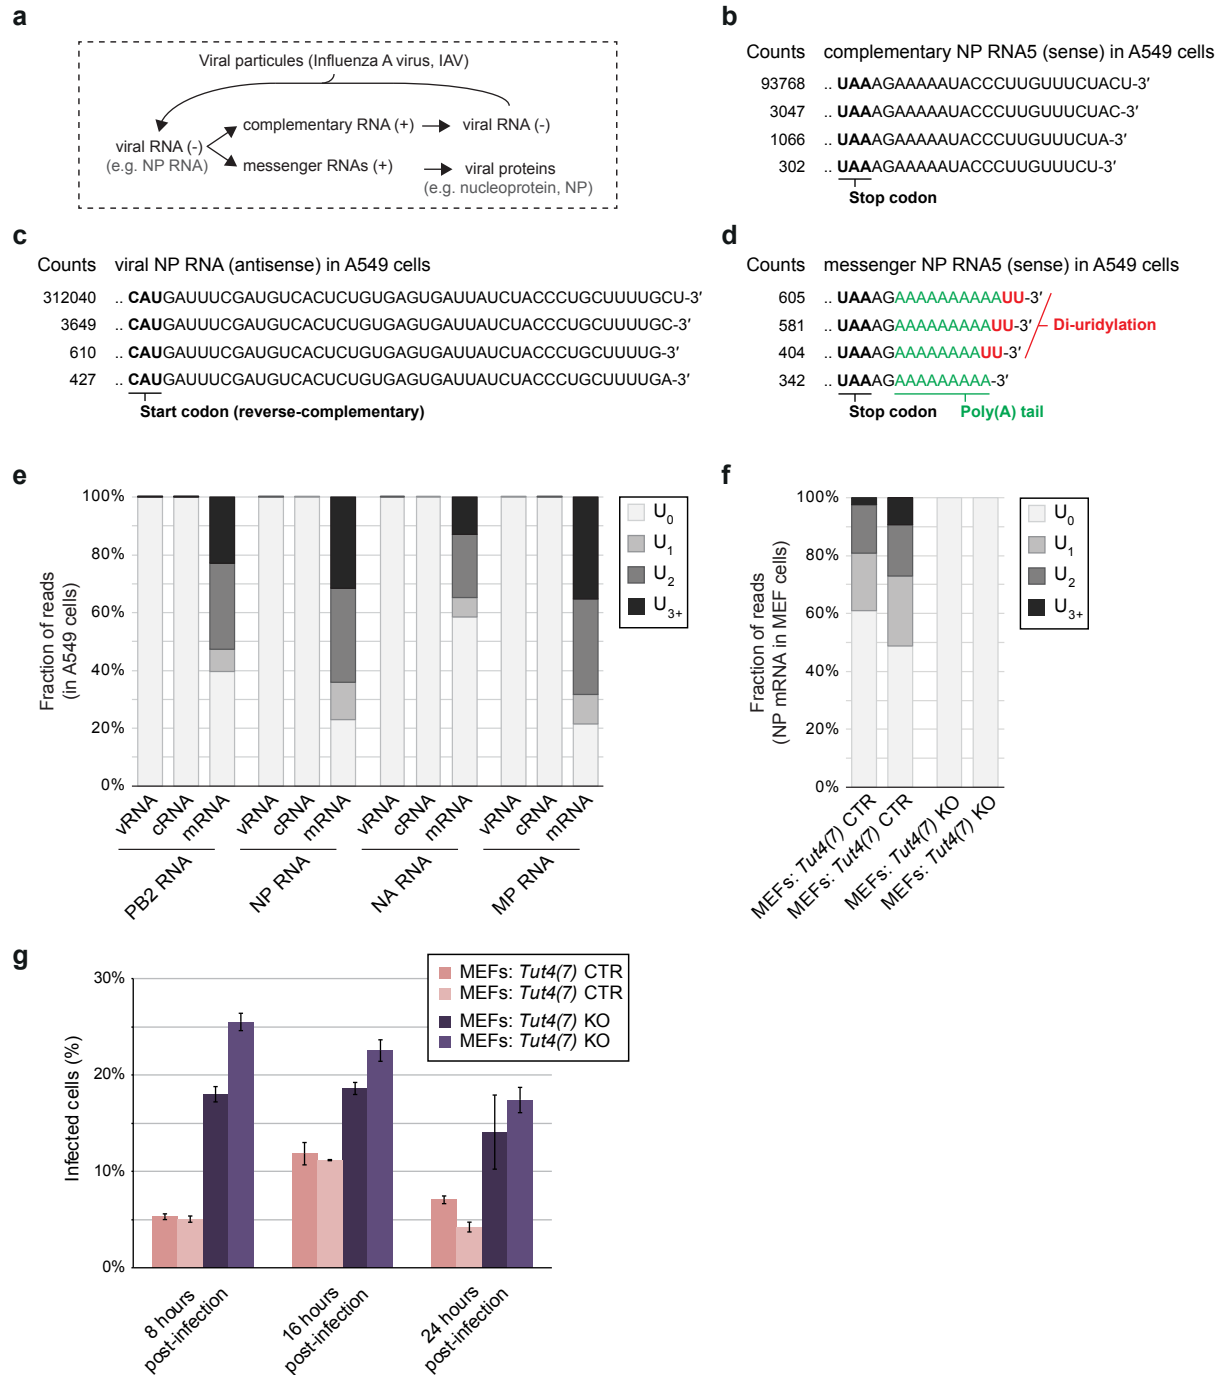 a
Viral particules (Influenza A virus, IAV)
viral RNA (-)
(e.g. NP RNA)
complementary RNA (+)
viral RNA (-)
messenger RNAs (+)
viral proteins
(e.g. nucleoprotein, NP)
b
Counts complementary NP RNA5 (sense) in A549 cells
93768 .. UAAAGAAAAAUACCCUUGUUUCUACU-3′
3047 .. UAAAGAAAAAUACCCUUGUUUCUAC-3′
1066 .. UAAAGAAAAAUACCCUUGUUUCUA-3′
302 .. UAAAGAAAAAUACCCUUGUUUCU-3′
Stop codon
c
Counts viral NP RNA (antisense) in A549 cells
312040 .. CAUGAUUUCGAUGUCACUCUGUGAGUGAUUAUCUACCCUGCUUUUGCU-3′
3649 .. CAUGAUUUCGAUGUCACUCUGUGAGUGAUUAUCUACCCUGCUUUUGC-3′
610 .. CAUGAUUUCGAUGUCACUCUGUGAGUGAUUAUCUACCCUGCUUUUG-3′
427 .. CAUGAUUUCGAUGUCACUCUGUGAGUGAUUAUCUACCCUGCUUUUGA-3′
Start codon (reverse-complementary)
d
Counts messenger NP RNA5 (sense) in A549 cells
605 .. UAAAGAAAAAAAAAAUU-3′
581 .. UAAAGAAAAAAAAAUU-3′
404 .. UAAAGAAAAAAAAUU-3′
342 .. UAAAGAAAAAAAAA-3′
Di-uridylation
Stop codon
Poly(A) tail
e
Fraction of reads
(in A549 cells)
100%
80%
60%
40%
20%
0%
U0
U1
U2
U3+
vRNA
cRNA
mRNA
vRNA
cRNA
mRNA
vRNA
cRNA
mRNA
vRNA
cRNA
mRNA
PB2 RNA
NP RNA
NA RNA
MP RNA
f
Fraction of reads
(NP mRNA in MEF cells)
100%
80%
60%
40%
20%
0%
U0
U1
U2
U3+
MEFs: Tut4(7) CTR
MEFs: Tut4(7) CTR
MEFs: Tut4(7) KO
MEFs: Tut4(7) KO
g
Infected cells (%)
30%
20%
10%
0%
MEFs: Tut4(7) CTR
MEFs: Tut4(7) CTR
MEFs: Tut4(7) KO
MEFs: Tut4(7) KO
8 hours
post-infection
16 hours
post-infection
24 hours
post-infection